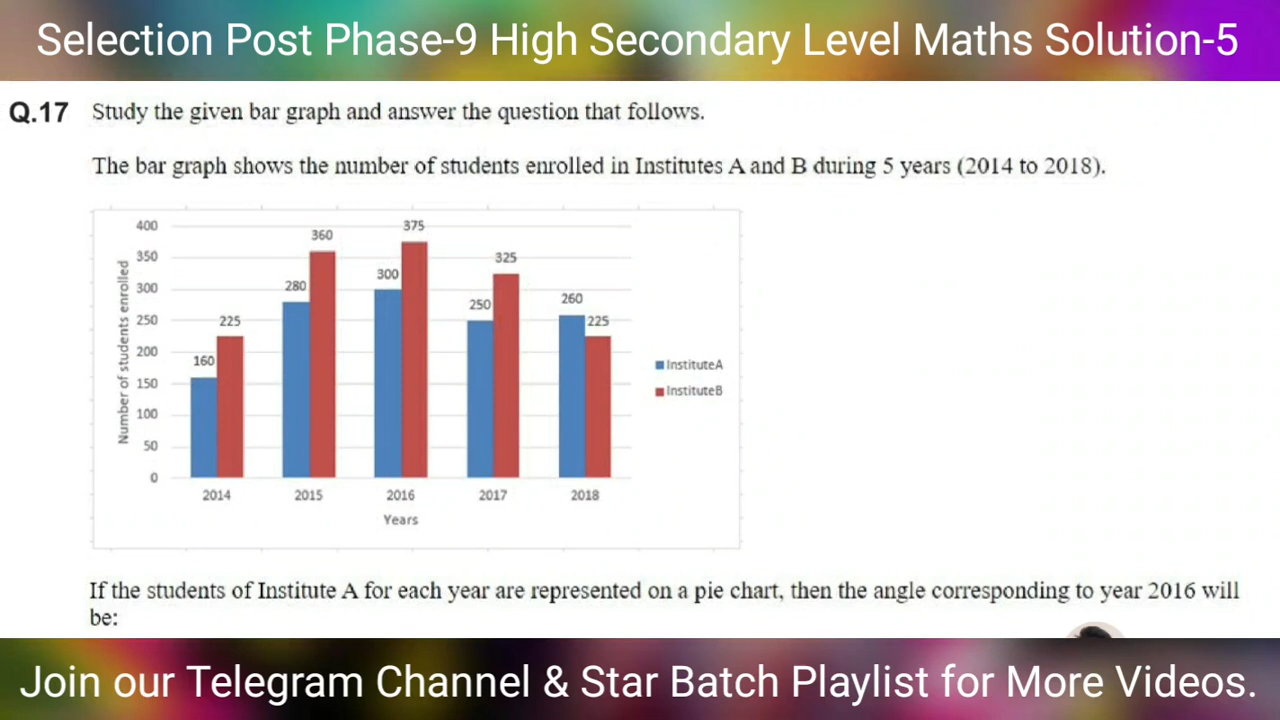 Selection Post Phase-9 High Secondary Level Maths Solution-5
Q.17 Study the given bar graph and answer the question that follows.
The bar graph shows the number of students enrolled in Institutes A and B during 5 years (2014 to 2018).
Number of students enrolled
400
350
300
250
200
150
100
50
0
160
225
280
360
300
375
250
325
260
225
2014
2015
2016
2017
2018
Years
InstituteA
InstituteB
If the students of Institute A for each year are represented on a pie chart, then the angle corresponding to year 2016 will
be:
Join our Telegram Channel & Star Batch Playlist for More Videos.